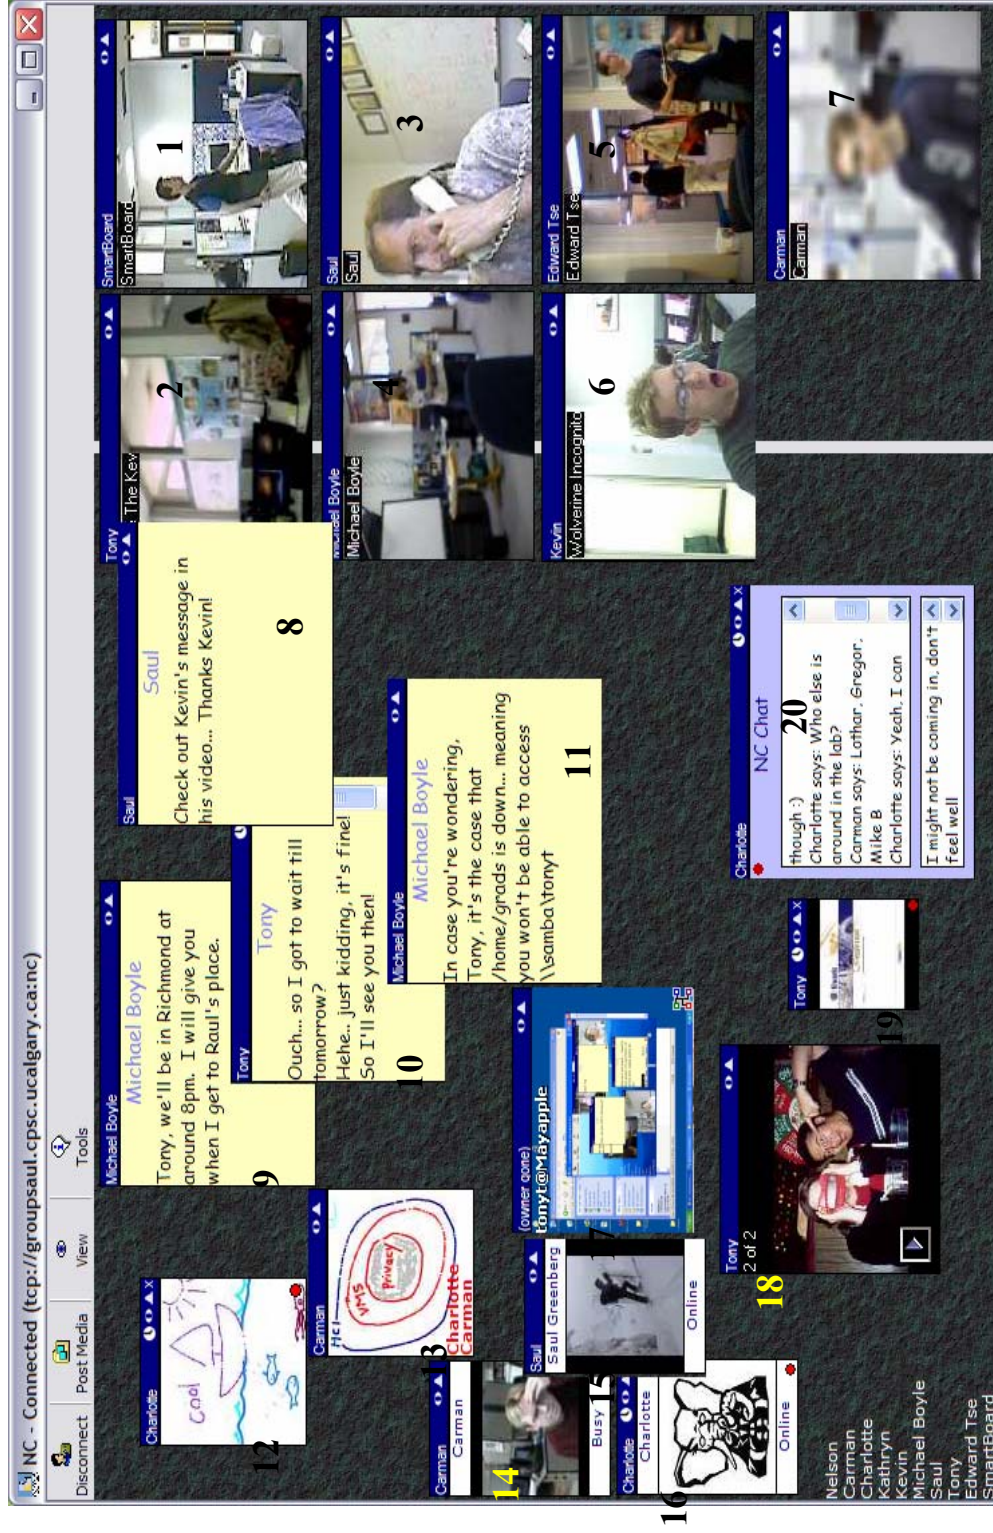 NC - Connected (tcp://groupsaul.cpsc.ucalgary.ca:nc)
Disconnect
Post Media
View
Tools
Charlotte
Cool
12
Michael Boyle
Michael Boyle
Tony, we'll be in Richmond at
around 8pm. I will give you
when I get to Raul's place.
9
Saul
Saul
Check out Kevin's message in
his video... Thanks Kevin!
8
Tony
The Kev
2
SmartBoard
SmartBoard
1
Carman
HCI
VMS
Privacy
Charlotte
Carman
13
Tony
Tony
Ouch... so I got to wait till
tomorrow?
Hehe.. just kidding, it's fine!
So I'll see you then!
10
Michael Boyle
Michael Boyle
4
Saul
Saul
3
Michael Boyle
Michael Boyle
In case you're wondering,
Tony, it's the case that
/home/grads is down... meaning
you won't be able to access
\\samba\tonyt
11
Carman
Carman
Busy
14
Saul
Saul Greenberg
Online
15
(owner gone)
tonyt@Mayapple
17
Kevin
Wolverine Incognito
6
Edward Tse
Edward Tse
5
Charlotte
Charlotte
Online
16
Tony
2 of 2
18
Tony
19
Charlotte
NC Chat
though :)
Charlotte says: Who else is
around in the lab?
Carman says: Lothar, Gregor,
Mike B
Charlotte says: Yeah, I can
I might not be coming in, don't
feel well
20
Carman
Carman
7
Nelson
Carman
Charlotte
Kathryn
Kevin
Michael Boyle
Saul
Tony
Edward Tse
SmartBoard